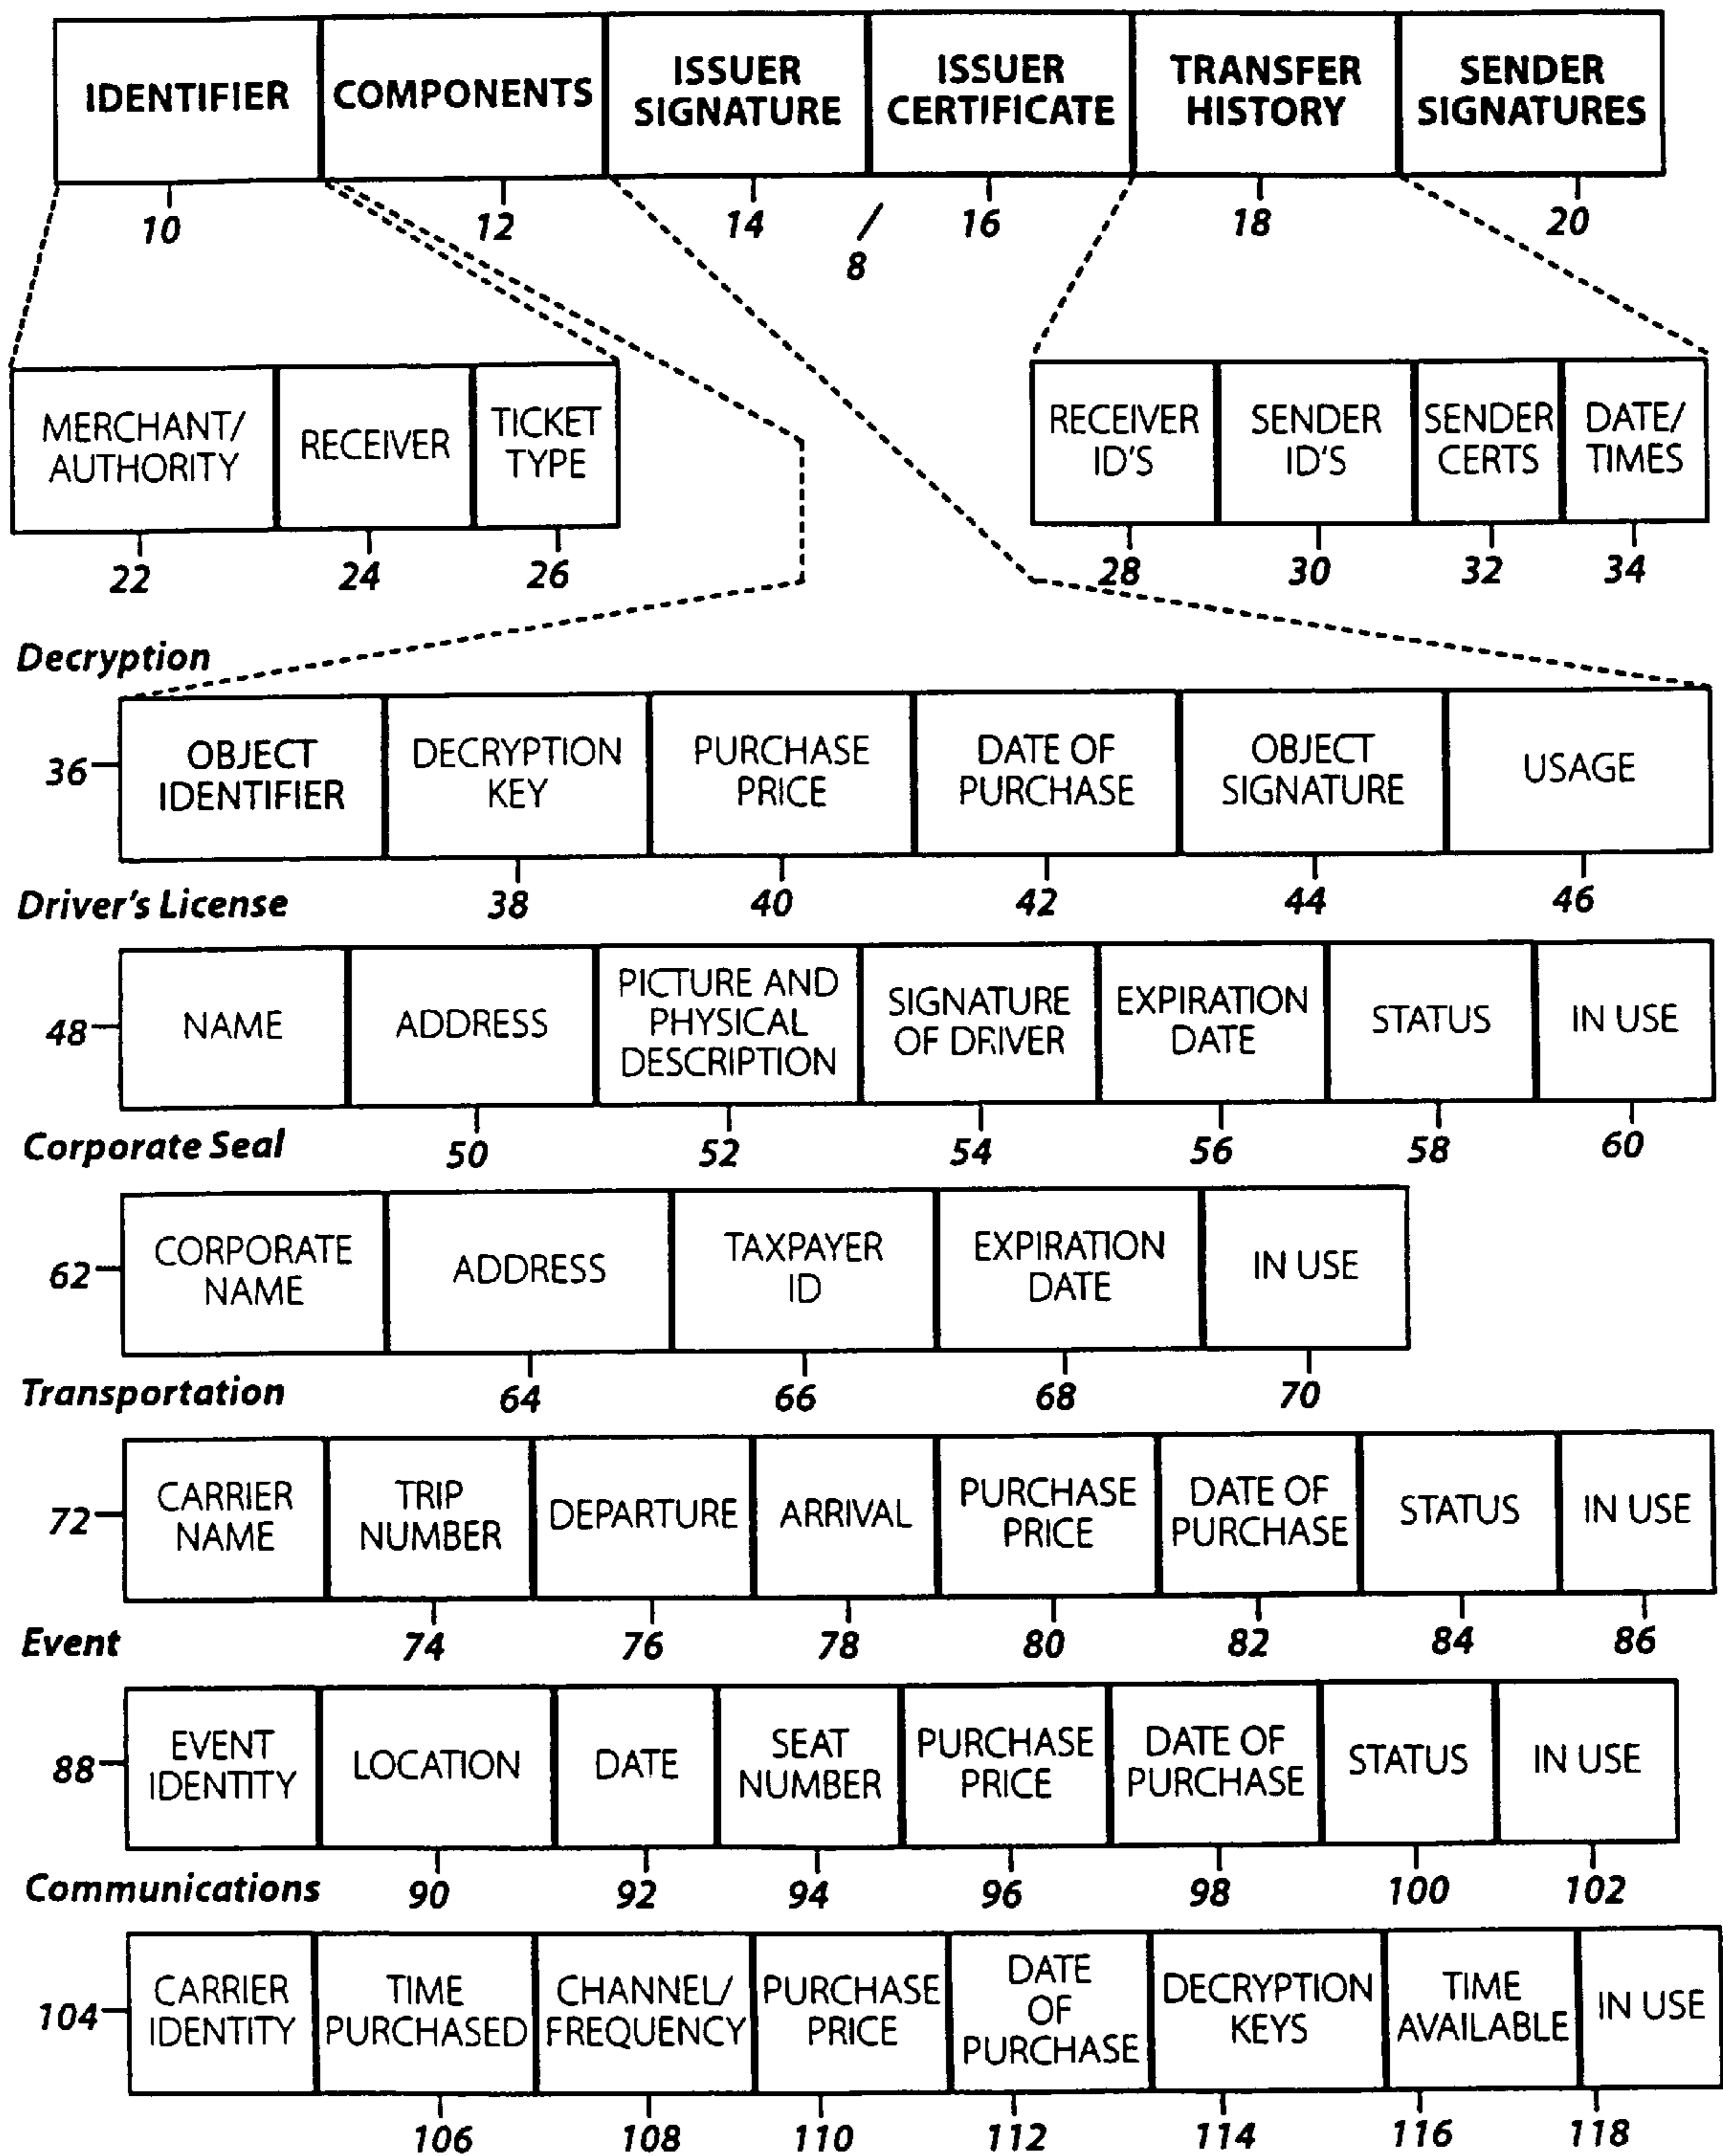 IDENTIFIER
COMPONENTS
ISSUER
SIGNATURE
ISSUER
CERTIFICATE
TRANSFER
HISTORY
SENDER
SIGNATURES
10
12
14
8
16
18
20
MERCHANT/
AUTHORITY
RECEIVER
TICKET
TYPE
RECEIVER
ID'S
SENDER
ID'S
SENDER
CERTS
DATE/
TIMES
22
24
26
28
30
32
34
Decryption
36
OBJECT
IDENTIFIER
DECRYPTION
KEY
PURCHASE
PRICE
DATE OF
PURCHASE
OBJECT
SIGNATURE
USAGE
38
40
42
44
46
Driver's License
48
NAME
ADDRESS
PICTURE AND
PHYSICAL
DESCRIPTION
SIGNATURE
OF DRIVER
EXPIRATION
DATE
STATUS
IN USE
50
52
54
56
58
60
Corporate Seal
62
CORPORATE
NAME
ADDRESS
TAXPAYER
ID
EXPIRATION
DATE
IN USE
64
66
68
70
Transportation
72
CARRIER
NAME
TRIP
NUMBER
DEPARTURE
ARRIVAL
PURCHASE
PRICE
DATE OF
PURCHASE
STATUS
IN USE
74
76
78
80
82
84
86
Event
88
EVENT
IDENTITY
LOCATION
DATE
SEAT
NUMBER
PURCHASE
PRICE
DATE OF
PURCHASE
STATUS
IN USE
90
92
94
96
98
100
102
Communications
104
CARRIER
IDENTITY
TIME
PURCHASED
CHANNEL/
FREQUENCY
PURCHASE
PRICE
DATE
OF
PURCHASE
DECRYPTION
KEYS
TIME
AVAILABLE
IN USE
106
108
110
112
114
116
118